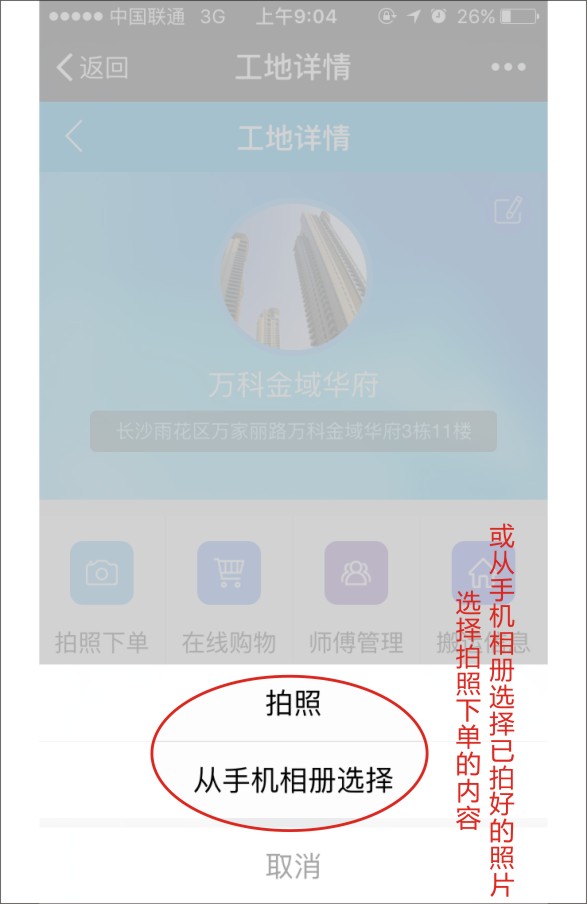 中国联通 3G 上午9:04 26%
返回 工地详情
工地详情
万科金域华府
长沙雨花区万家丽路万科金域华府3栋11楼
拍照下单 在线购物 师傅管理 搬运信息
拍照
从手机相册选择
取消
选择拍照下单的内容
或从手机相册选择已拍好的照片